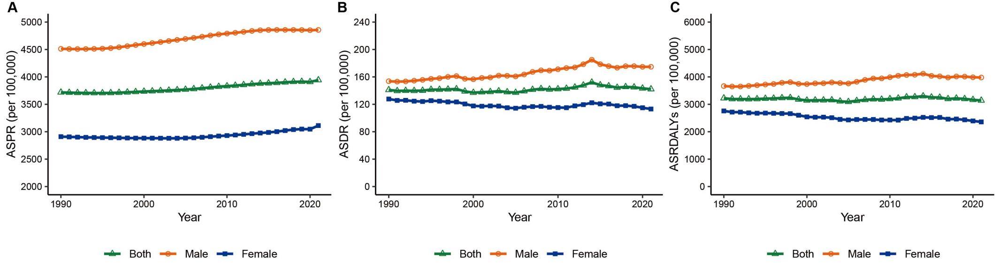 A
ASPR (per 100,000)
5000
4500
4000
3500
3000
2500
2000
1990 2000 2010 2020
Year
Both Male Female
B
ASDR (per 100,000)
240
200
160
120
80
40
0
1990 2000 2010 2020
Year
Both Male Female
C
ASRDALYs (per 100,000)
6000
5000
4000
3000
2000
1000
0
1990 2000 2010 2020
Year
Both Male Female